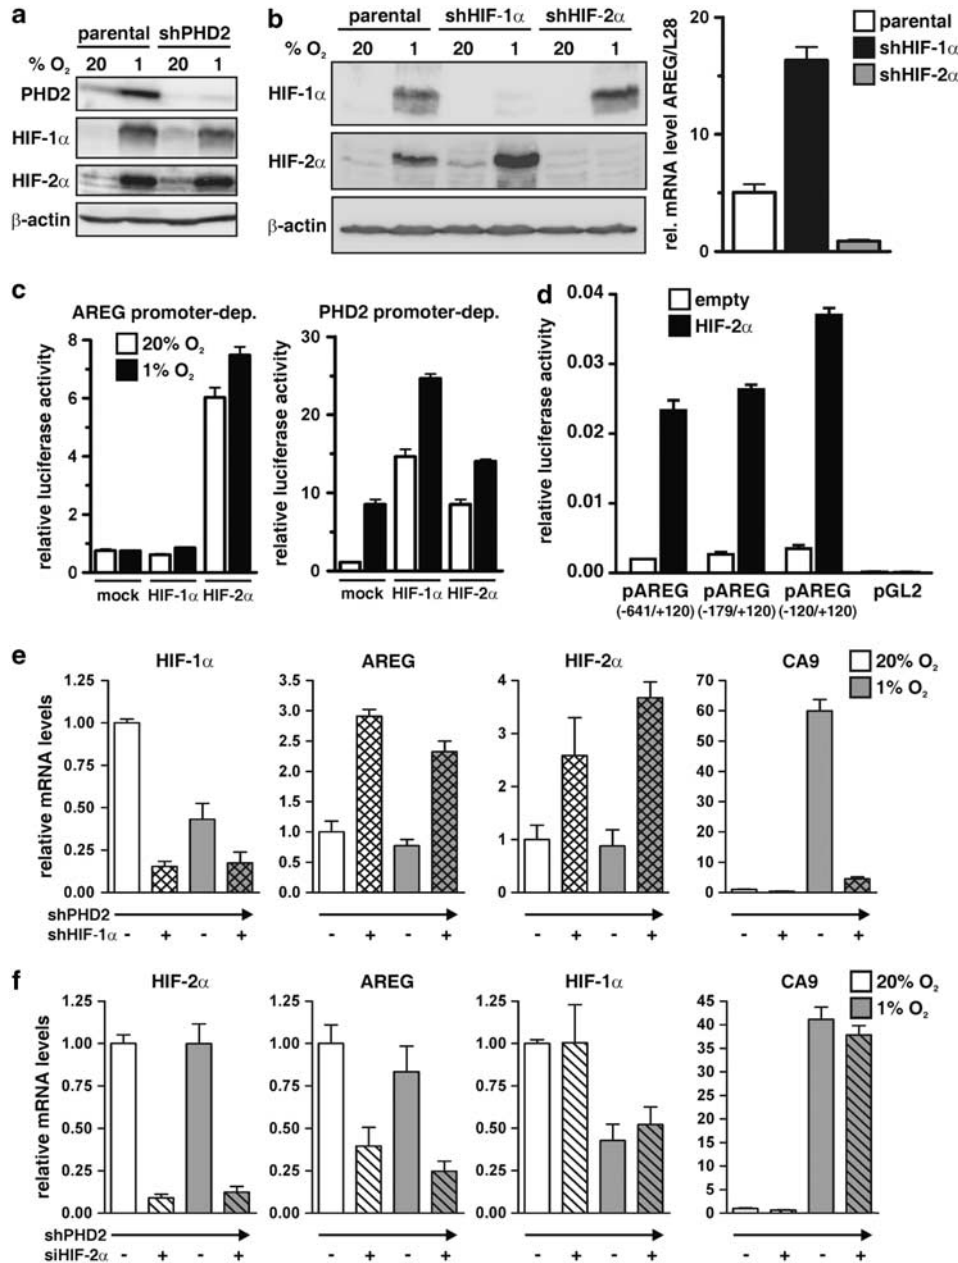 a
parental shPHD2
% O₂ 20 1 20 1
PHD2
HIF-1α
HIF-2α
β-actin
b
parental shHIF-1α shHIF-2α
% O₂ 20 1 20 1 20 1
HIF-1α
HIF-2α
β-actin
rel. mRNA level AREG/L28
20
10
0
parental
shHIF-1α
shHIF-2α
c
AREG promoter-dep.
relative luciferase activity
8
6
4
2
0
20% O₂
1% O₂
mock HIF-1α HIF-2α
PHD2 promoter-dep.
relative luciferase activity
30
20
10
0
mock HIF-1α HIF-2α
d
relative luciferase activity
0.04
0.03
0.02
0.01
0.00
empty
HIF-2α
pAREG pAREG pAREG pGL2
(-641/+120) (-179/+120) (-120/+120)
e
relative mRNA levels
HIF-1α
1.25
1.00
0.75
0.50
0.25
0.00
AREG
3.5
3.0
2.5
2.0
1.5
1.0
0.5
0.0
HIF-2α
4
3
2
1
0
CA9
70
60
50
40
30
20
10
0
20% O₂
1% O₂
shPHD2
shHIF-1α - + - + - + - + - + - + - + - +
f
relative mRNA levels
HIF-2α
1.25
1.00
0.75
0.50
0.25
0.00
AREG
1.25
1.00
0.75
0.50
0.25
0.00
HIF-1α
1.25
1.00
0.75
0.50
0.25
0.00
CA9
45
40
35
30
25
20
15
10
5
0
20% O₂
1% O₂
shPHD2
siHIF-2α - + - + - + - + - + - + - + - +